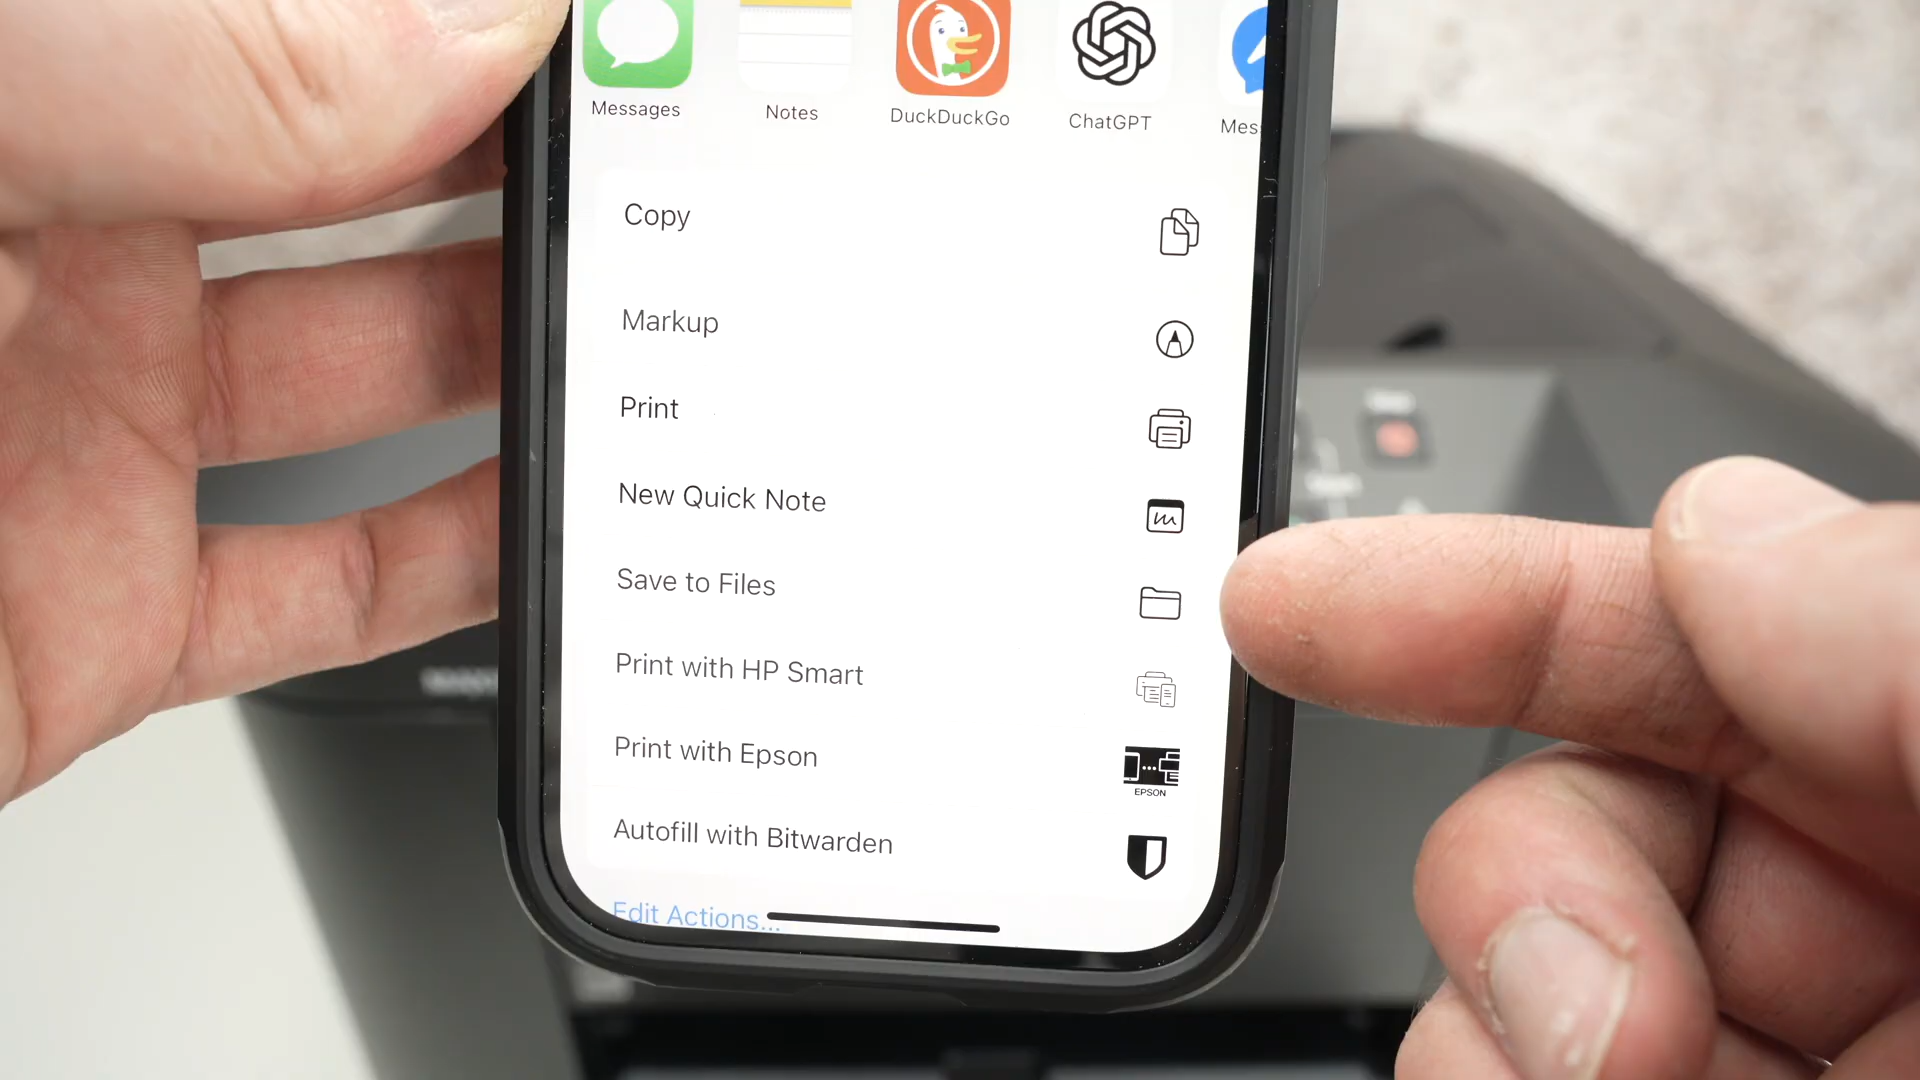 Messages
Notes
DuckDuckGo
ChatGPT
Mes
Copy
Markup
Print
New Quick Note
Save to Files
Print with HP Smart
Print with Epson
EPSON
Autofill with Bitwarden
Edit Actions...